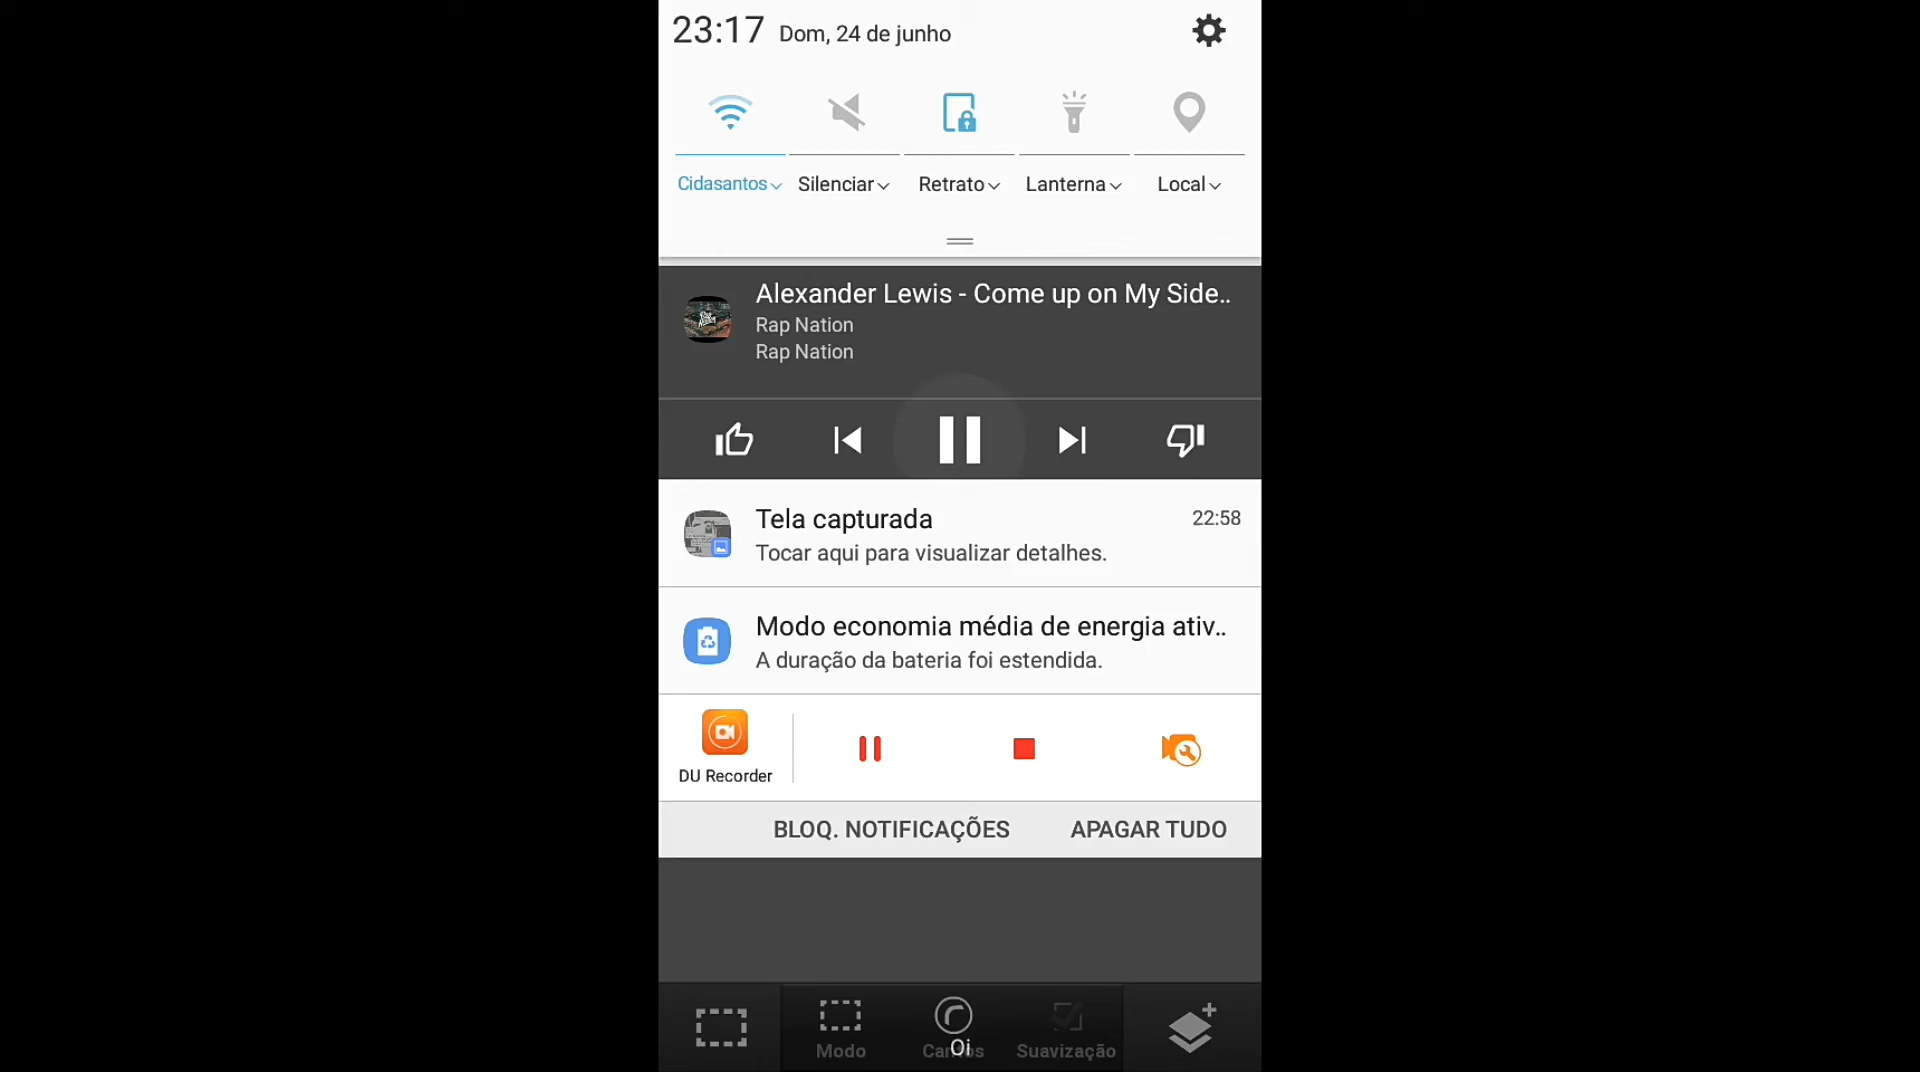 23:17 Dom, 24 de junho
Cidasantos Silenciar Retrato Lanterna Local
Alexander Lewis - Come up on My Side..
Rap Nation
Rap Nation
Tela capturada 22:58
Tocar aqui para visualizar detalhes.
Modo economia média de energia ativ..
A duração da bateria foi estendida.
DU Recorder
BLOQ. NOTIFICAÇÕES APAGAR TUDO
Modo Cantos Suavização
Oi